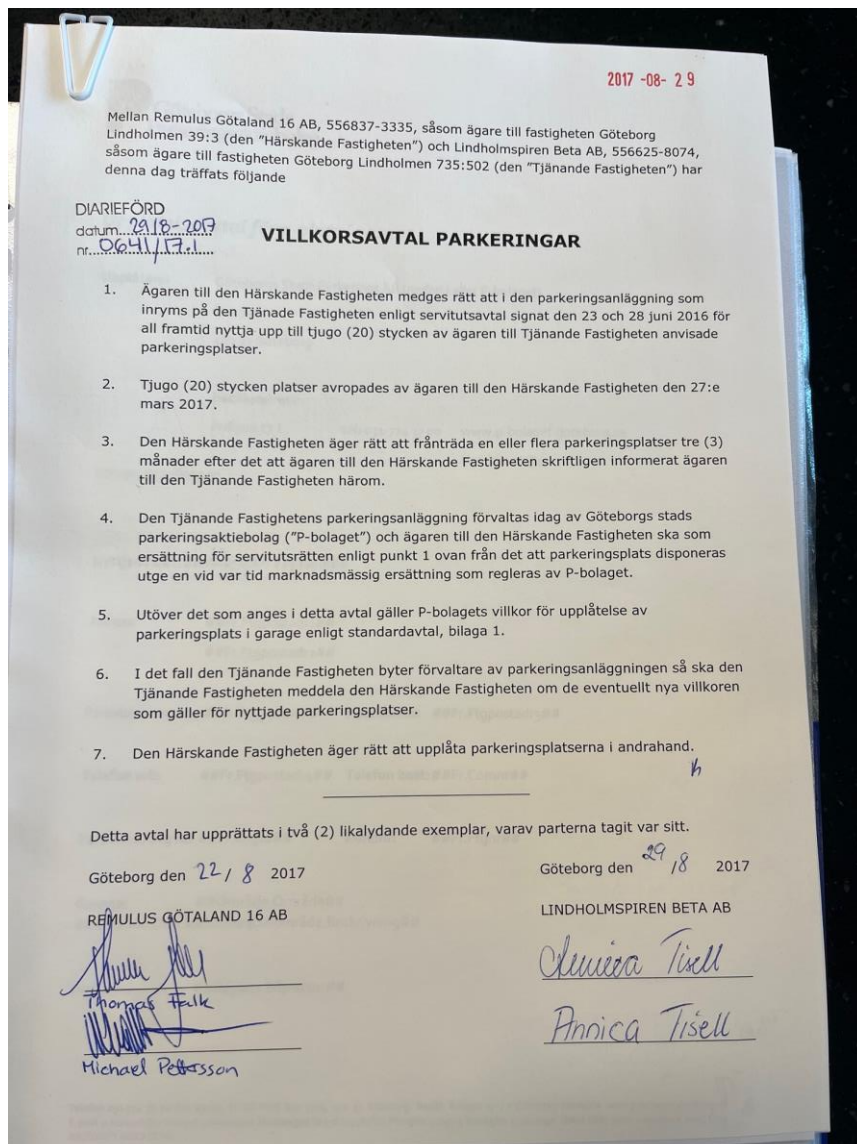 2017 -08- 29
Mellan Remulus Götaland 16 AB, 556837-3335, såsom ägare till fastigheten Göteborg
Lindholmen 39:3 (den "Härskande Fastigheten") och Lindholmspiren Beta AB, 556625-8074,
såsom ägare till fastigheten Göteborg Lindholmen 735:502 (den "Tjänande Fastigheten") har
denna dag träffats följande
DIARIEFÖRD
datum...29/8-2017
nr....0641/17.1.....
VILLKORSAVTAL PARKERINGAR
1. Ägaren till den Härskande Fastigheten medges rätt att i den parkeringsanläggning som
inryms på den Tjänade Fastigheten enligt servitutsavtal signat den 23 och 28 juni 2016 för
all framtid nyttja upp till tjugo (20) stycken av ägaren till Tjänande Fastigheten anvisade
parkeringsplatser.
2. Tjugo (20) stycken platser avropades av ägaren till den Härskande Fastigheten den 27:e
mars 2017.
3. Den Härskande Fastigheten äger rätt att frånträda en eller flera parkeringsplatser tre (3)
månader efter det att ägaren till den Härskande Fastigheten skriftligen informerat ägaren
till den Tjänande Fastigheten härom.
4. Den Tjänande Fastighetens parkeringsanläggning förvaltas idag av Göteborgs stads
parkeringsaktiebolag ("P-bolaget") och ägaren till den Härskande Fastigheten ska som
ersättning för servitutsrätten enligt punkt 1 ovan från det att parkeringsplats disponeras
utge en vid var tid marknadsmässig ersättning som regleras av P-bolaget.
5. Utöver det som anges i detta avtal gäller P-bolagets villkor för upplåtelse av
parkeringsplats i garage enligt standardavtal, bilaga 1.
6. I det fall den Tjänande Fastigheten byter förvaltare av parkeringsanläggningen så ska den
Tjänande Fastigheten meddela den Härskande Fastigheten om de eventuellt nya villkoren
som gäller för nyttjade parkeringsplatser.
7. Den Härskande Fastigheten äger rätt att upplåta parkeringsplatserna i andrahand.
Detta avtal har upprättats i två (2) likalydande exemplar, varav parterna tagit var sitt.
Göteborg den 22/8 2017
Göteborg den 29/8 2017
REMULUS GÖTALAND 16 AB
LINDHOLMSPIREN BETA AB
Thomas Falk
Annica Tisell
Michael Pettersson